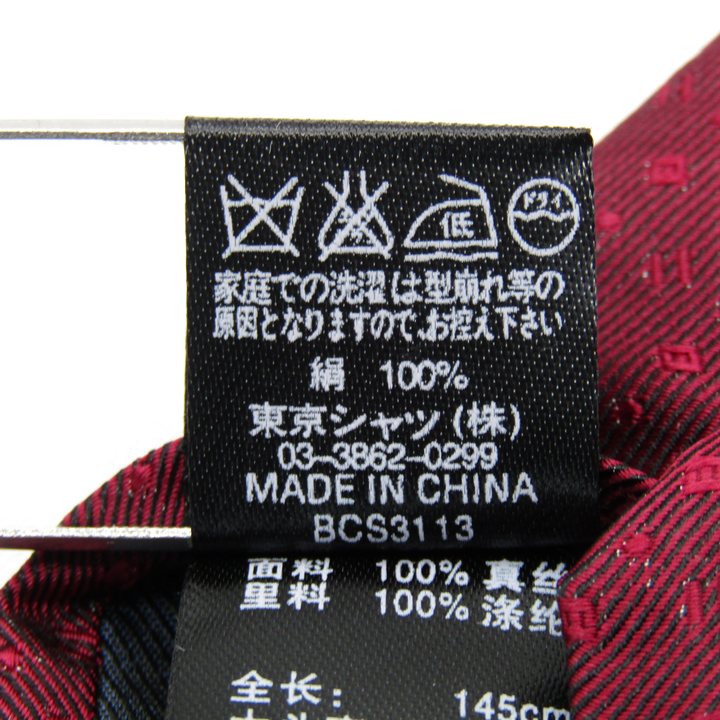 低 ドライ
家庭での洗濯は型崩れ等の
原因となりますので、お控え下さい
絹 100%
東京シャツ(株)
03-3862-0299
MADE IN CHINA
BCS3113
面料 100% 真丝
里料 100% 涤纶
全长: 145cm